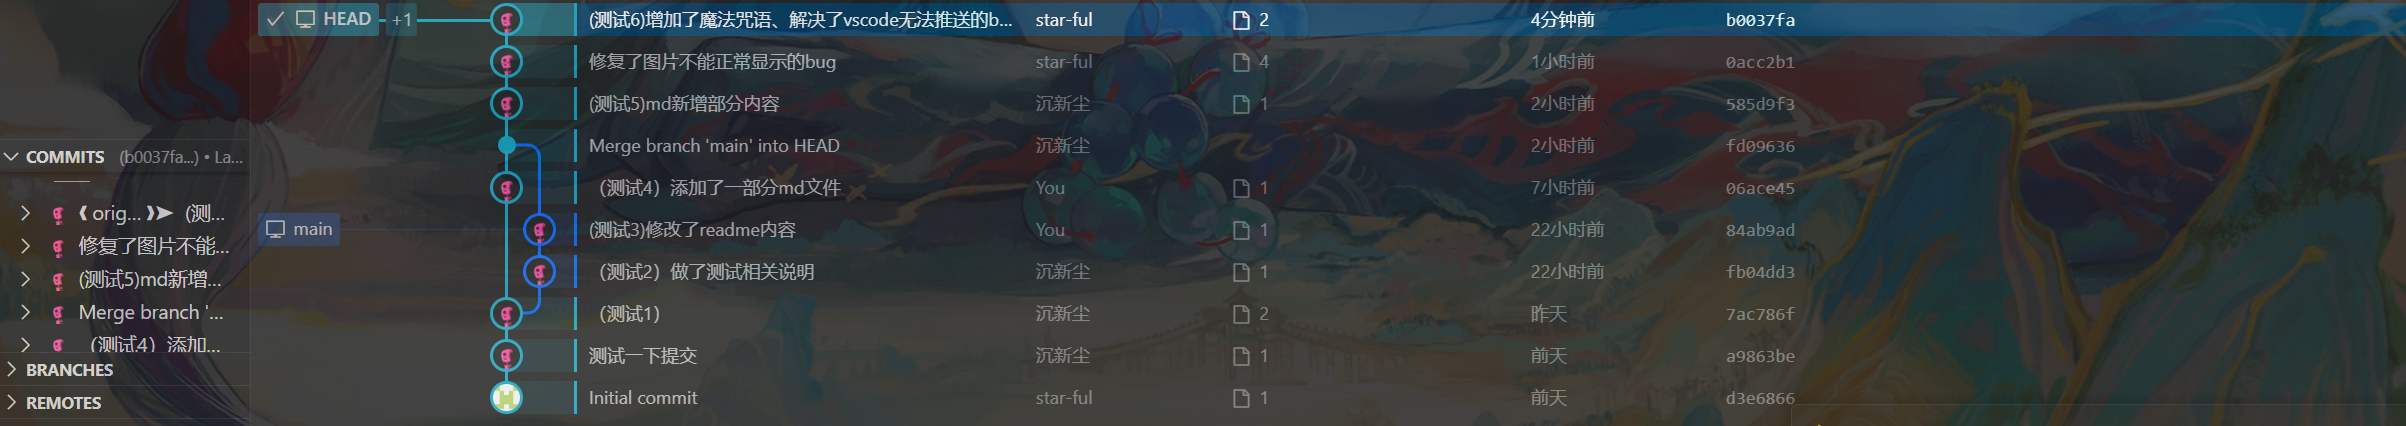 HEAD +1 (测试6)增加了魔法咒语、解决了vscode无法推送的b... star-ful 2 4分钟前 b0037fa
修复了图片不能正常显示的bug star-ful 4 1小时前 0acc2b1
(测试5)md新增部分内容 沉新尘 1 2小时前 585d9f3
Merge branch 'main' into HEAD 沉新尘 2小时前 fd09636
（测试4）添加了一部分md文件 You 1 7小时前 06ace45
main (测试3)修改了readme内容 You 1 22小时前 84ab9ad
（测试2）做了测试相关说明 沉新尘 1 22小时前 fb04dd3
（测试1） 沉新尘 2 昨天 7ac786f
测试一下提交 沉新尘 1 前天 a9863be
Initial commit star-ful 1 前天 d3e6866
COMMITS (b0037fa...) • La...
⟪ orig... ⟫➤ (测...
修复了图片不能...
(测试5)md新增...
Merge branch '...
（测试4）添加...
BRANCHES
REMOTES